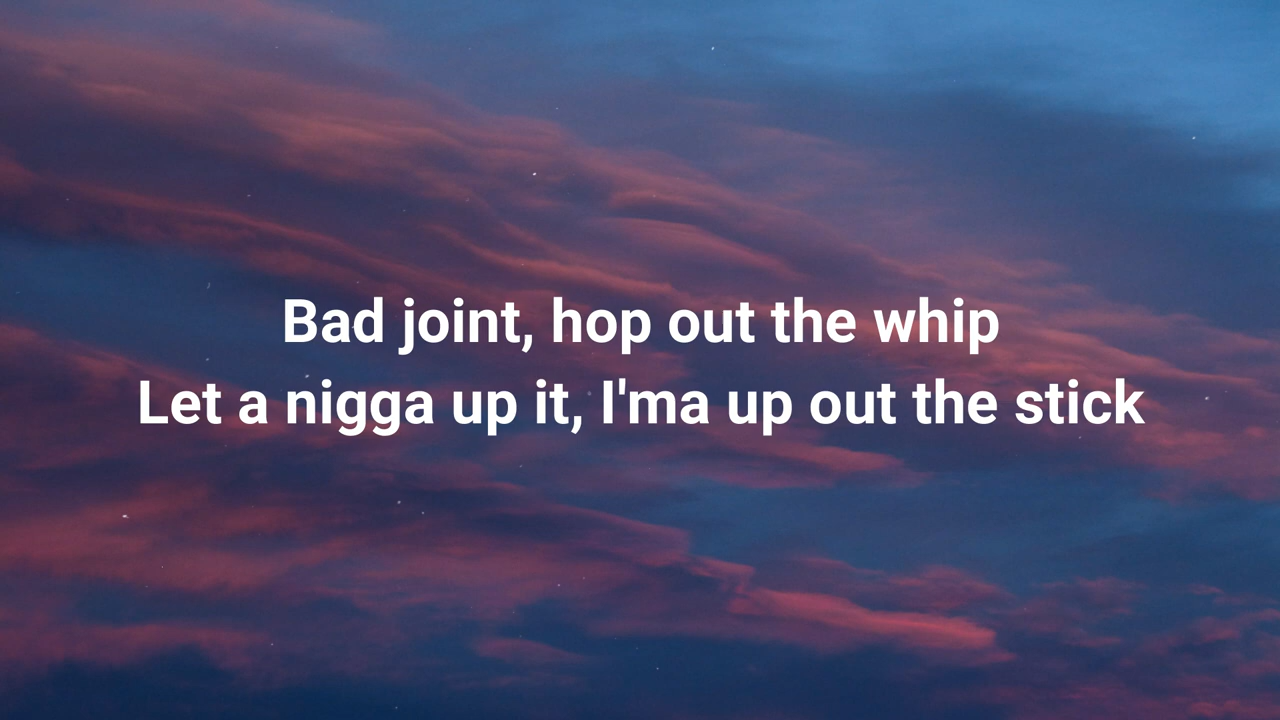 Bad joint, hop out the whip
Let a nigga up it, I'ma up out the stick